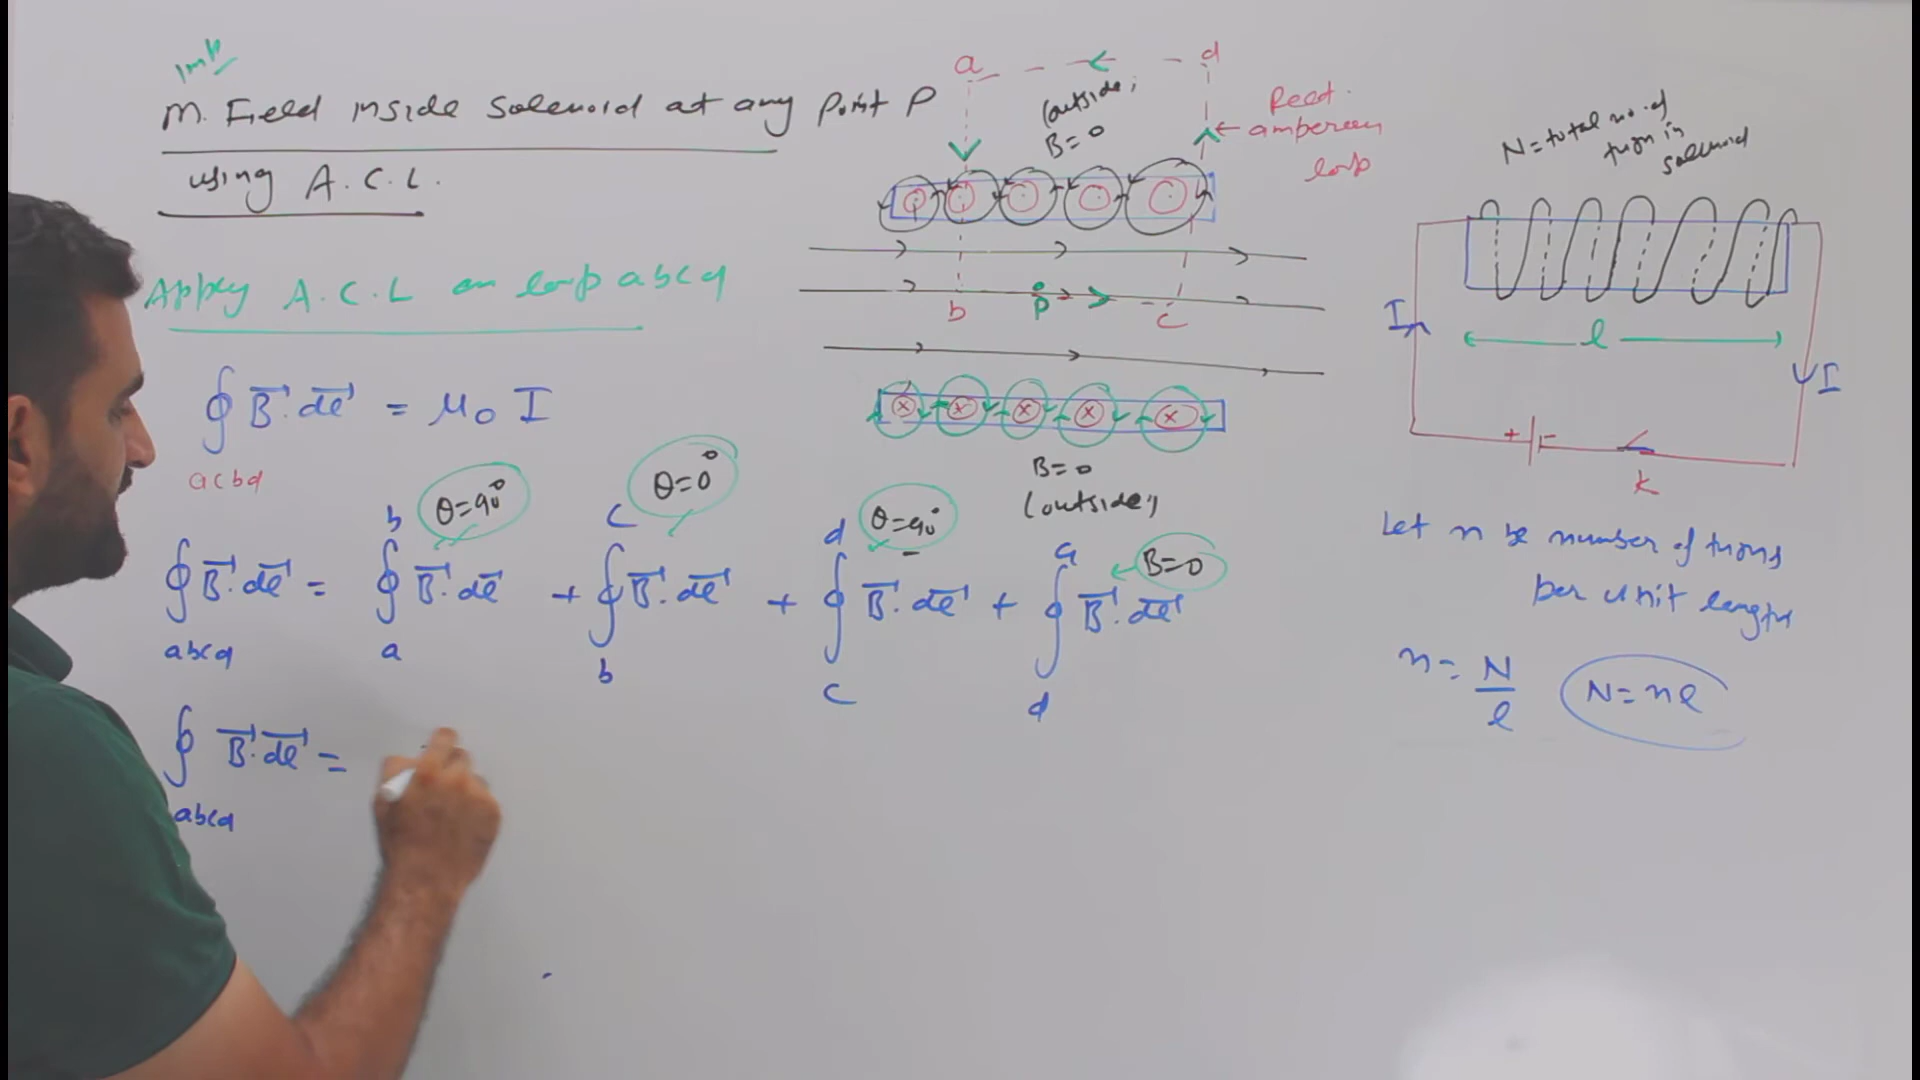 Imp
M. Field inside Solenoid at any Point P
using A.C.L.
Apply A.C.L on loop abcd
∮ B⃗.dl⃗ = μ0 I
acbd
θ=90° θ=0° θ=90° B=0
b c d a
∮ B⃗.dl⃗ = ∮ B⃗.dl⃗ + ∮ B⃗.dl⃗ + ∮ B⃗.dl⃗ + ∮ B⃗.dl⃗
abcd a b c d
∮ B⃗.dl⃗ =
abcd
a d
(outside)
B=0
Rect.
amperean
loop
b P c
x x x x x
B=0
(outside)
N=total no. of
turn in
solenoid
I l I
+ -
K
Let n be number of turns
per unit length
n = N/l N=nl